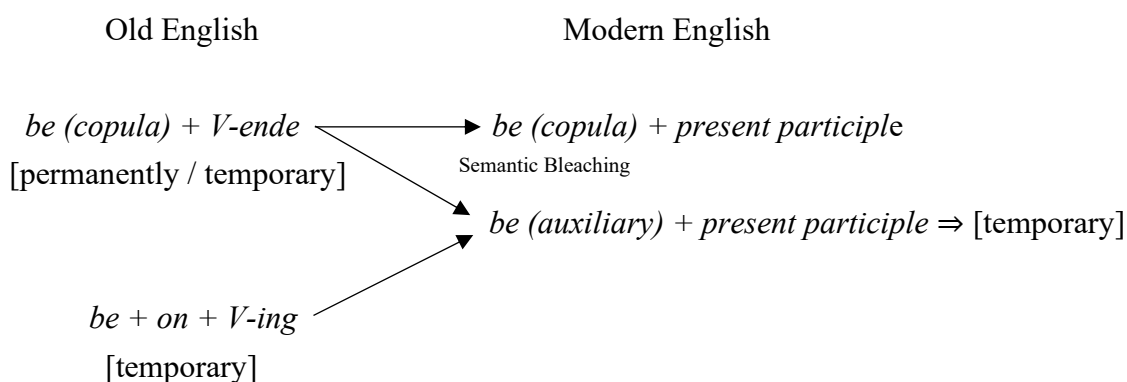 Old English Modern English
be (copula) + V-ende be (copula) + present participle
[permanently / temporary] Semantic Bleaching
be (auxiliary) + present participle ⇒ [temporary]
be + on + V-ing
[temporary]